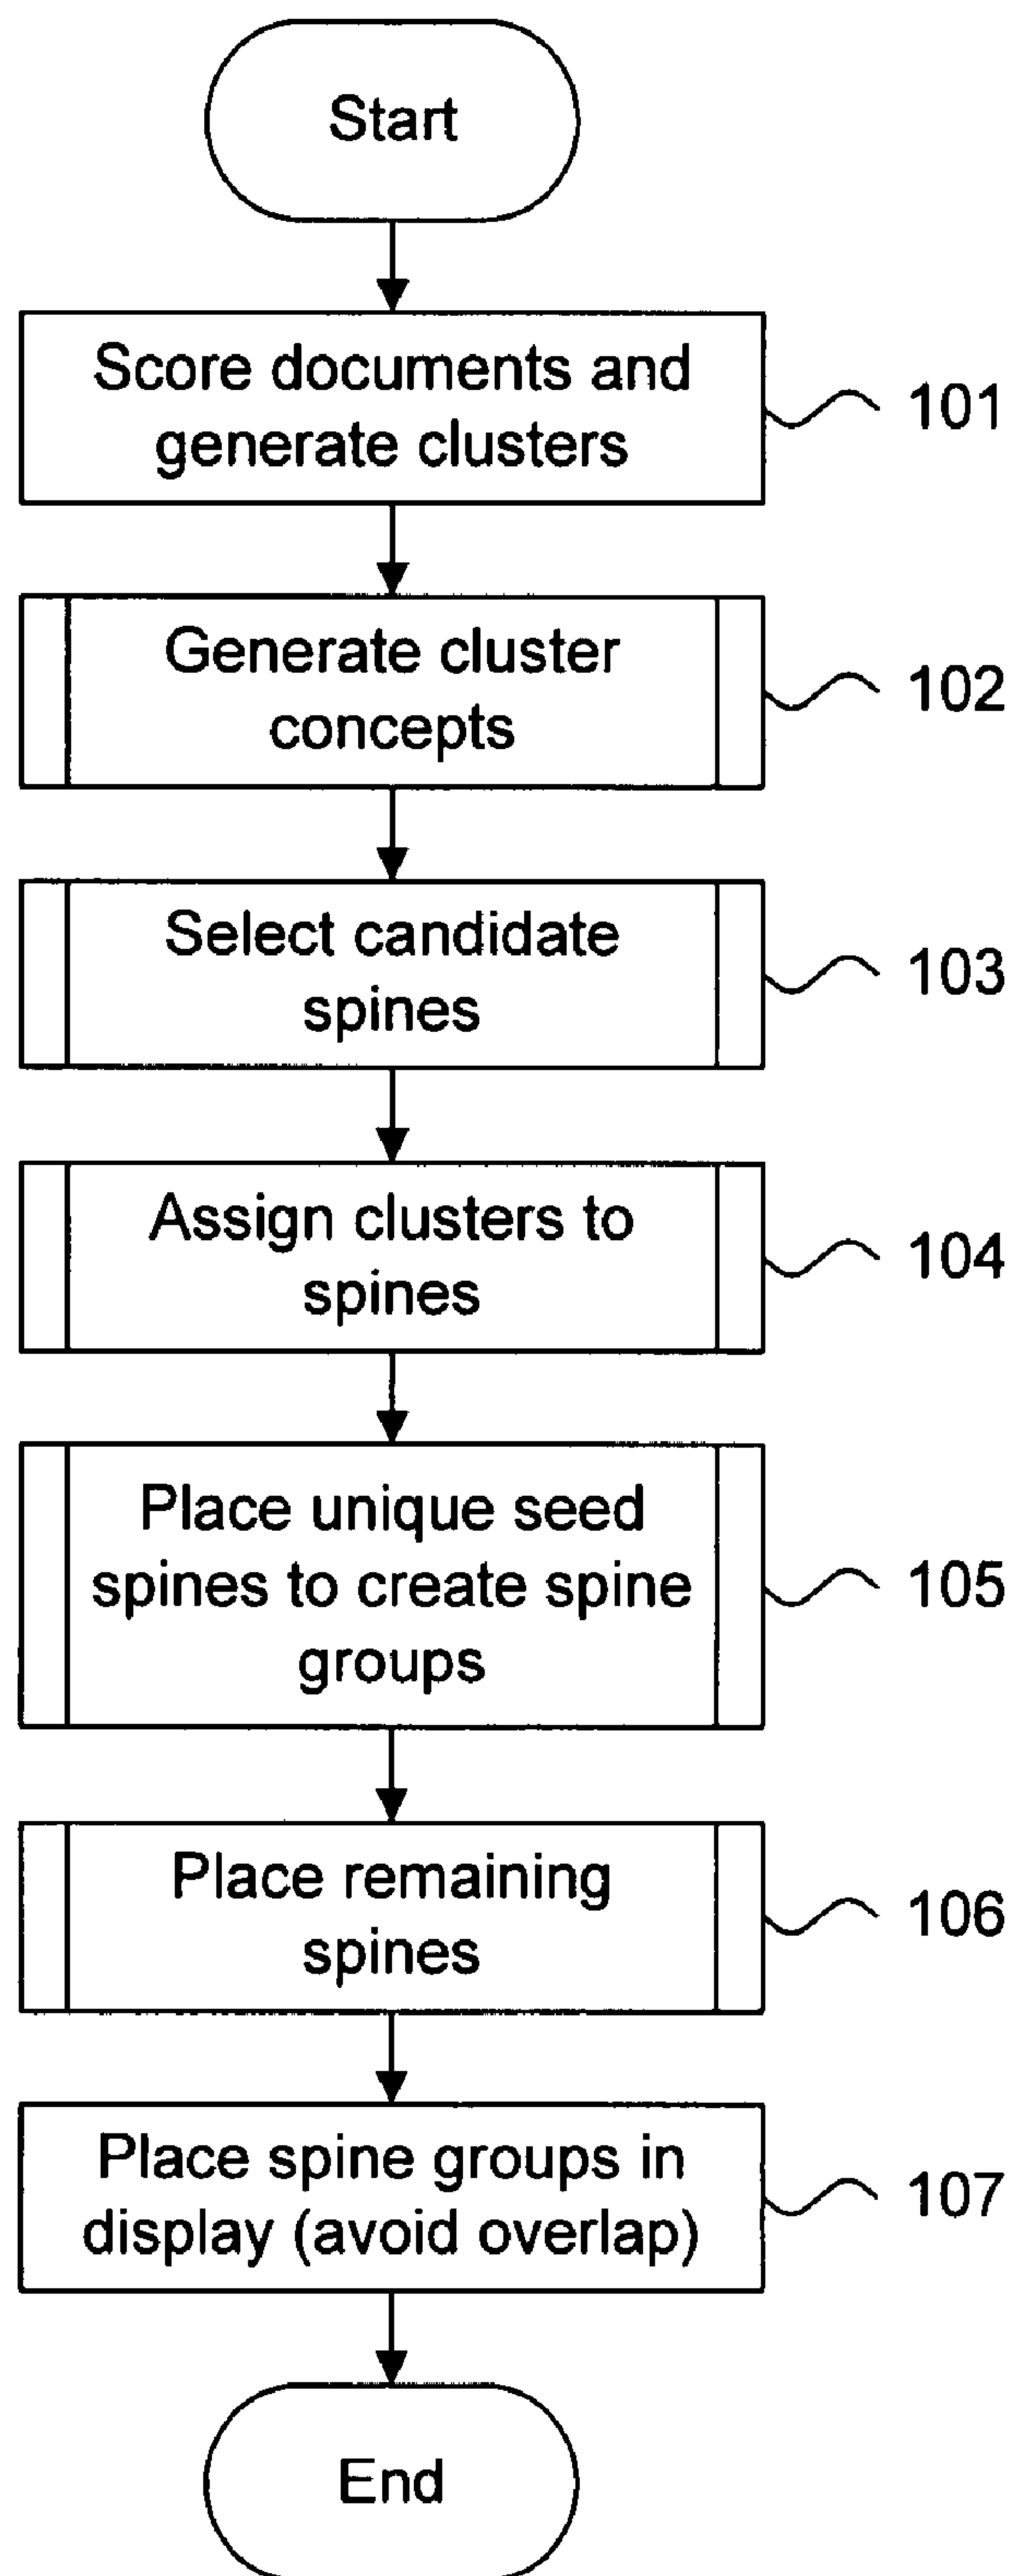 Start
Score documents and
generate clusters
101
Generate cluster
concepts
102
Select candidate
spines
103
Assign clusters to
spines
104
Place unique seed
spines to create spine
groups
105
Place remaining
spines
106
Place spine groups in
display (avoid overlap)
107
End